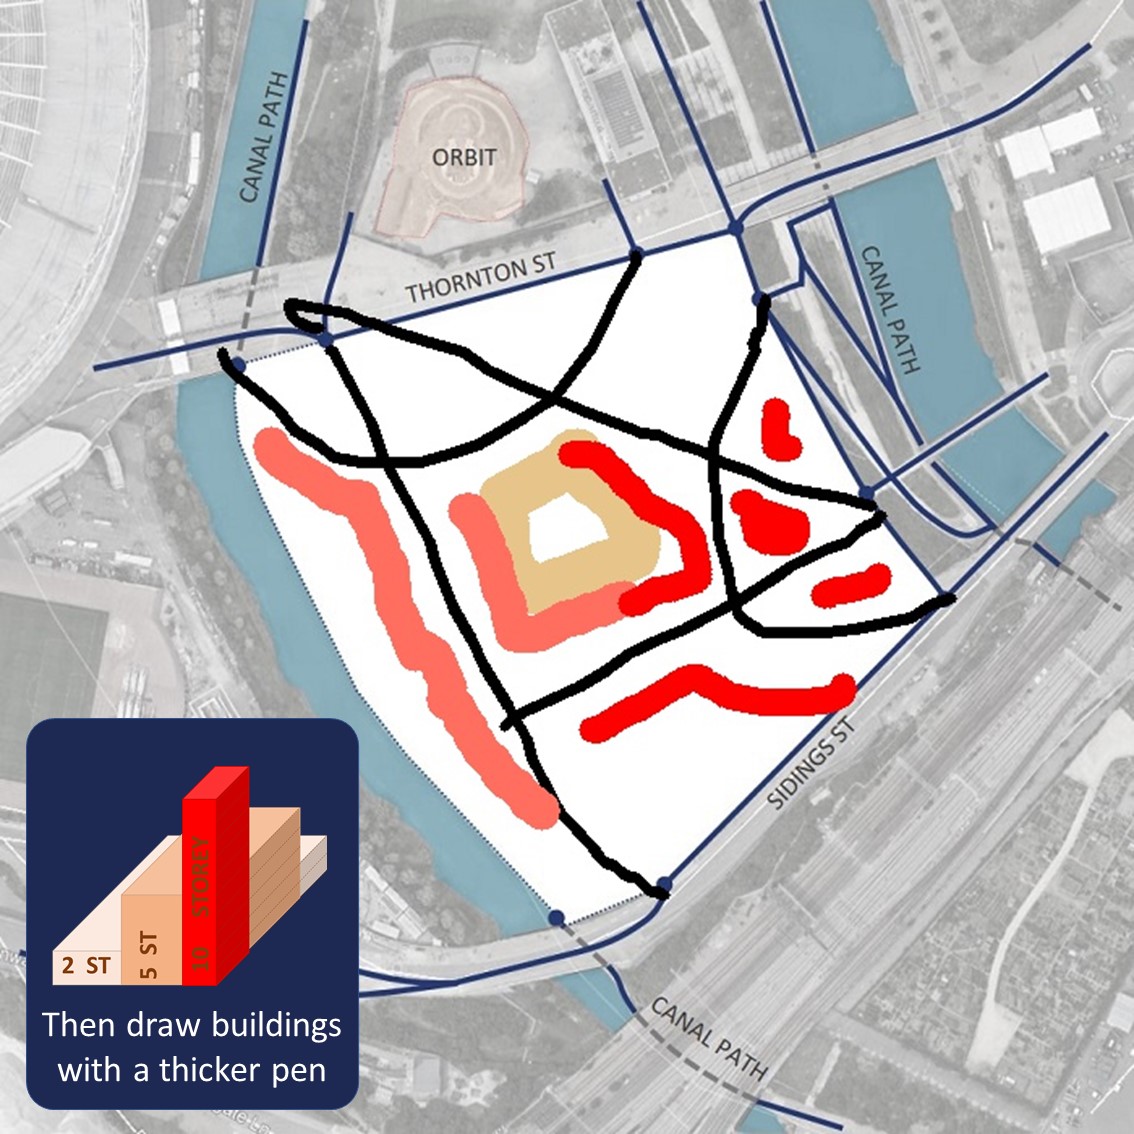 CANAL PATH
ORBIT
THORNTON ST
CANAL PATH
SIDINGS ST
CANAL PATH
2 ST
5 ST
10 STOREY
Then draw buildings
with a thicker pen